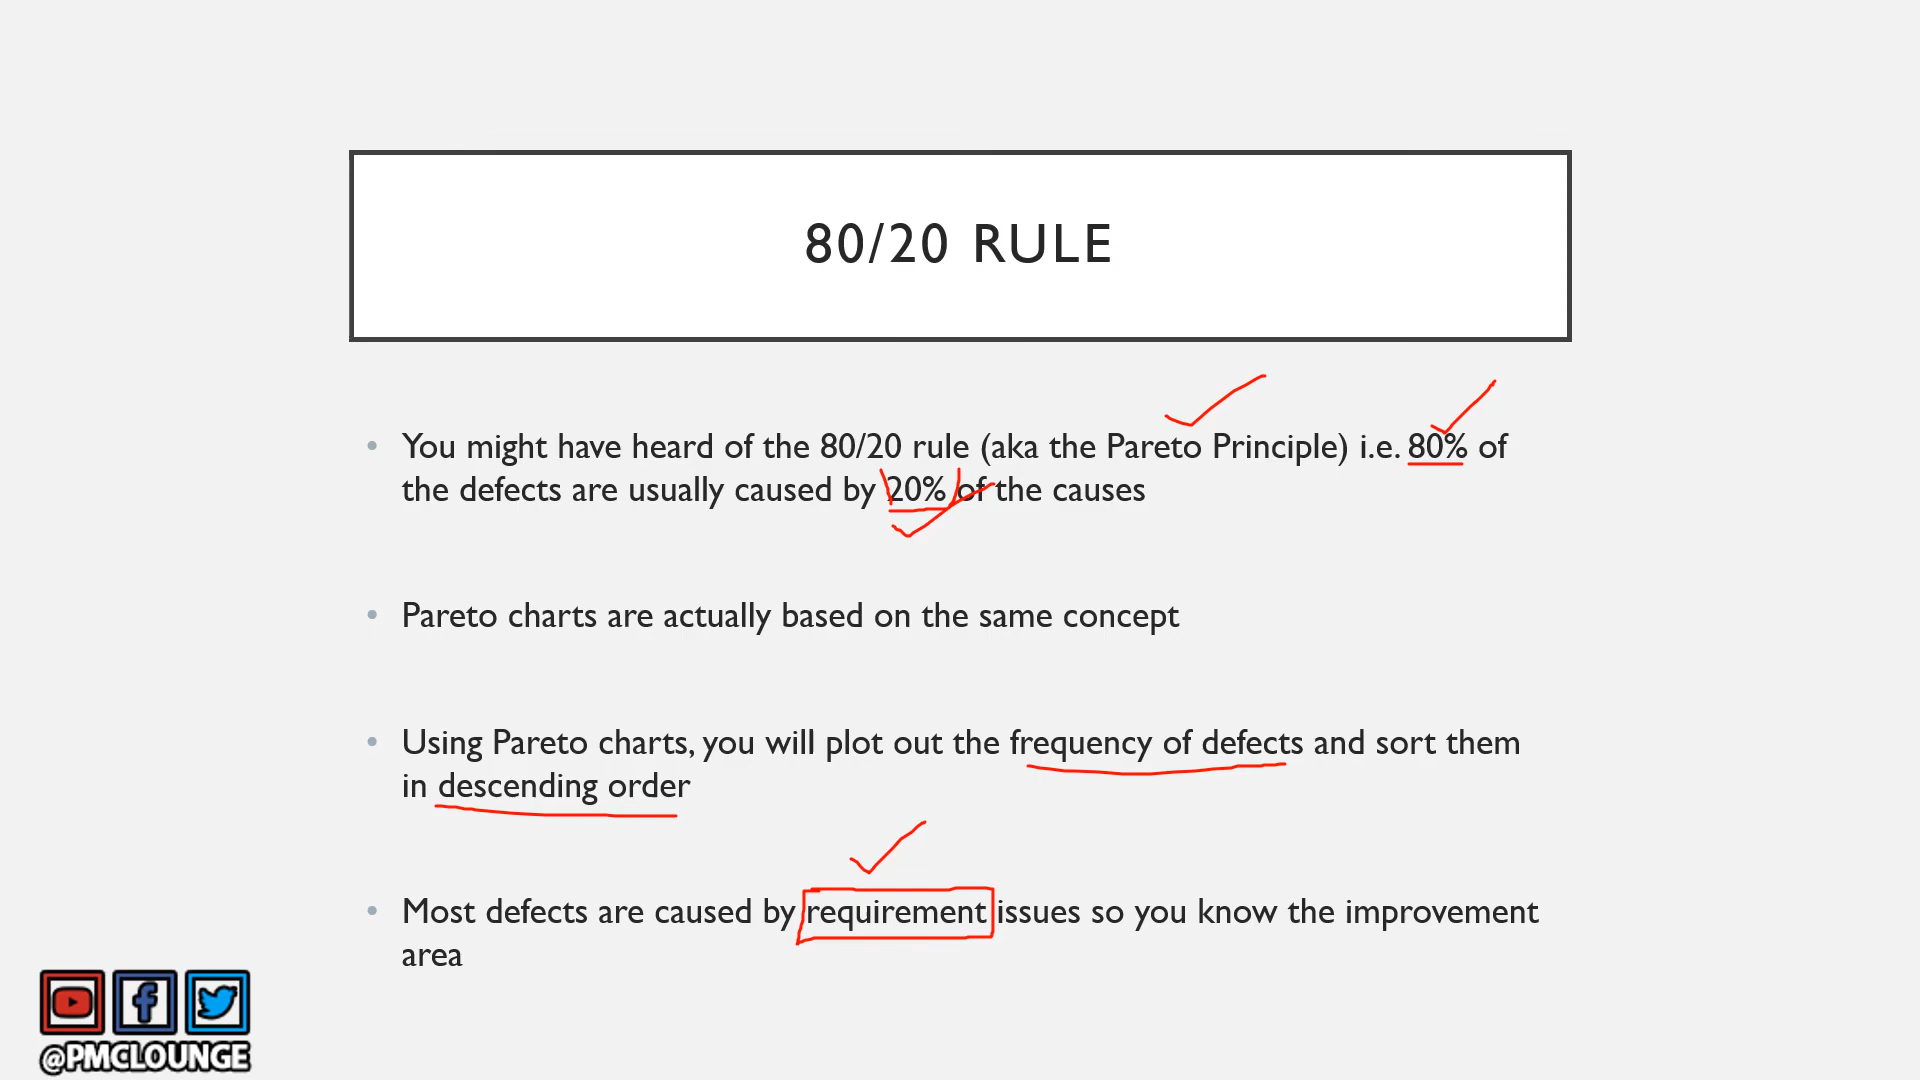 80/20 RULE
• You might have heard of the 80/20 rule (aka the Pareto Principle) i.e. 80% of
the defects are usually caused by 20% of the causes
• Pareto charts are actually based on the same concept
• Using Pareto charts, you will plot out the frequency of defects and sort them
in descending order
• Most defects are caused by requirement issues so you know the improvement
area
@PMCLOUNGE